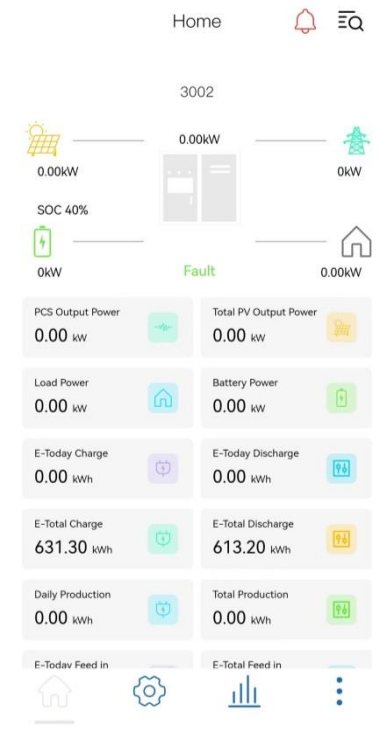 Home
3002
0.00kW
0.00kW
0kW
SOC 40%
0kW
Fault
0.00kW
PCS Output Power
0.00 kW
Total PV Output Power
0.00 kW
Load Power
0.00 kW
Battery Power
0.00 kW
E-Today Charge
0.00 kWh
E-Today Discharge
0.00 kWh
E-Total Charge
631.30 kWh
E-Total Discharge
613.20 kWh
Daily Production
0.00 kWh
Total Production
0.00 kWh
E-Today Feed in
E-Total Feed in